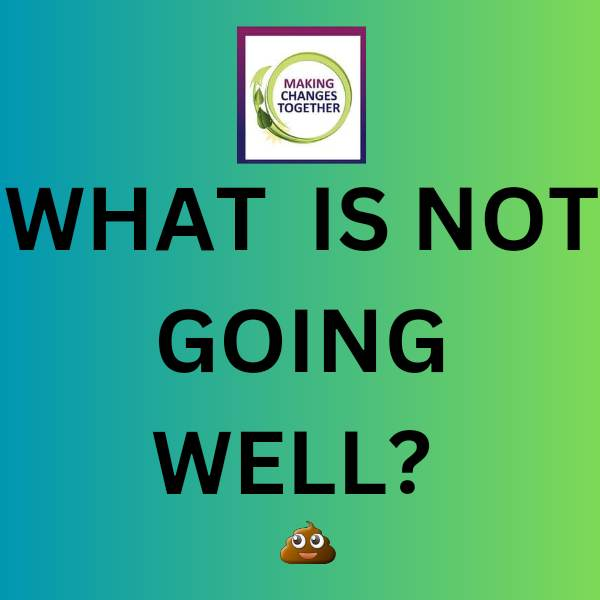 MAKING
CHANGES
TOGETHER
WHAT IS NOT
GOING
WELL?